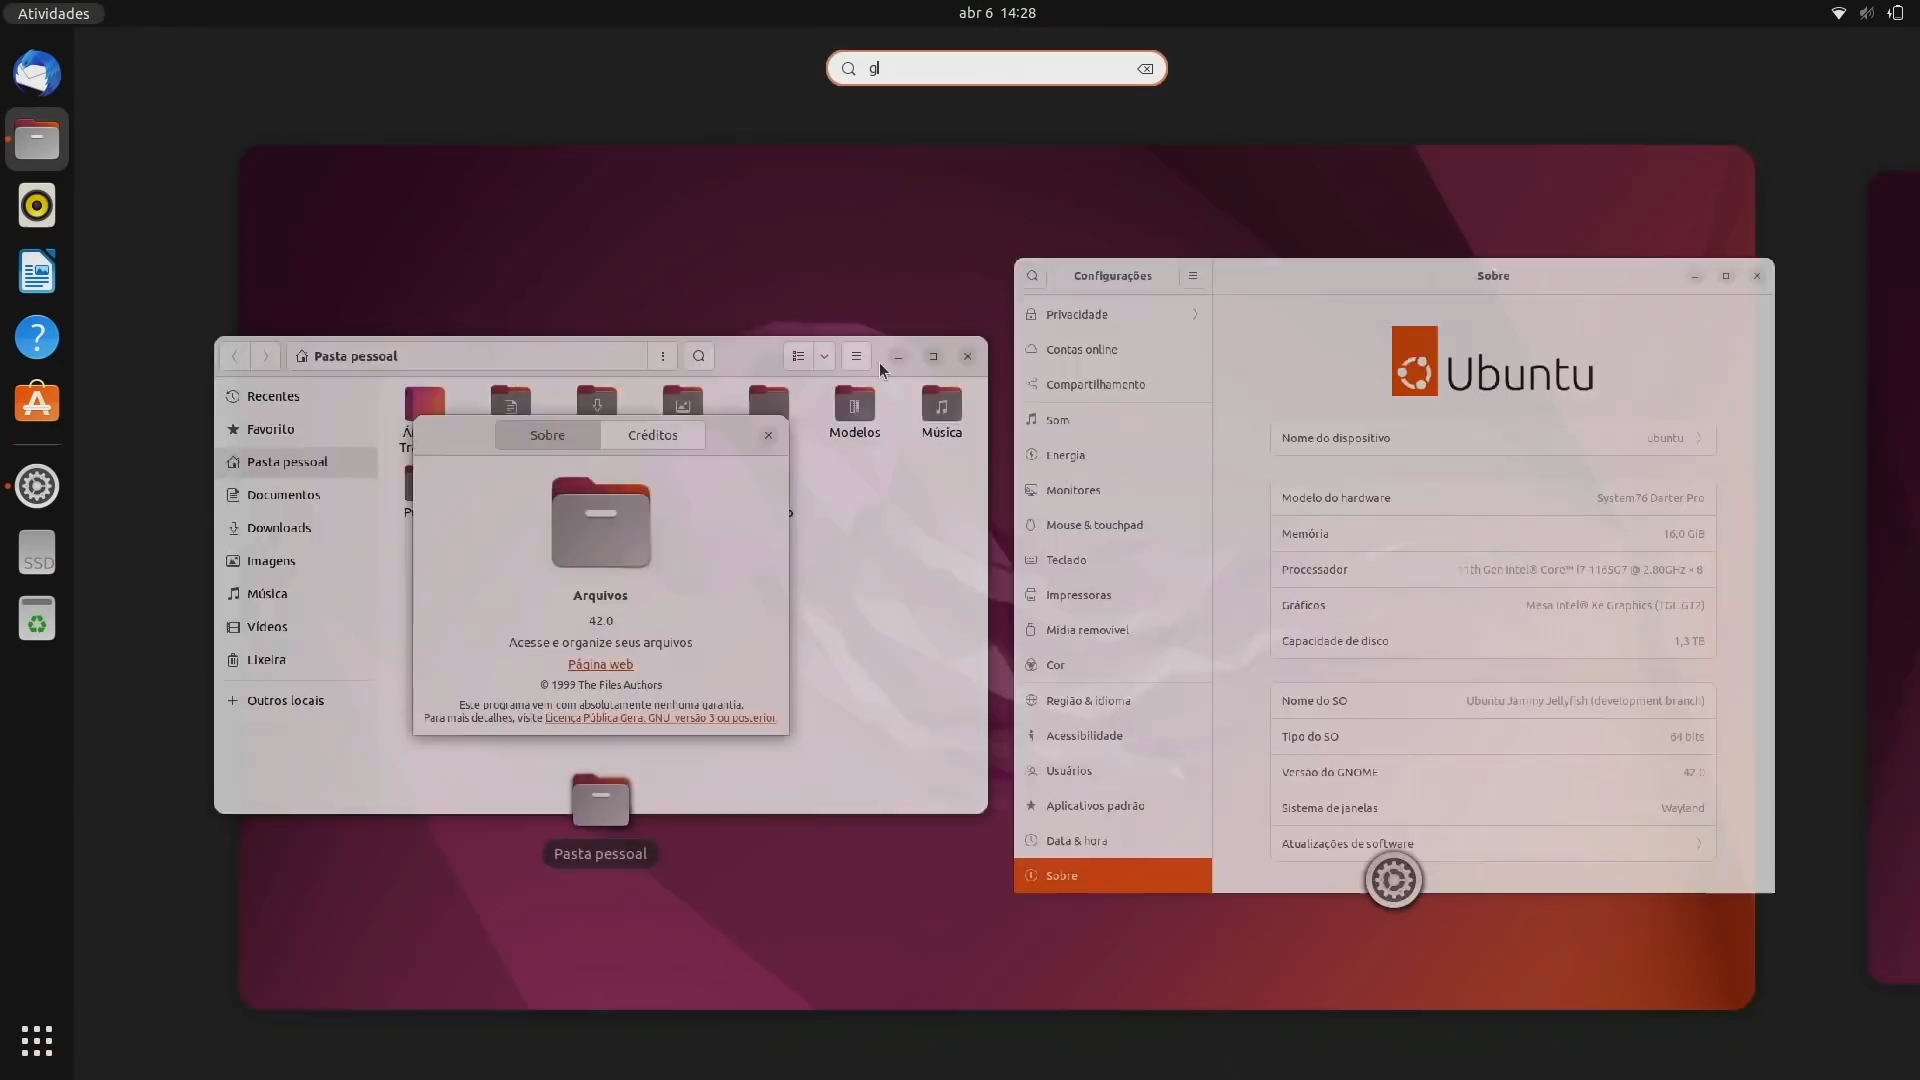 Atividades
abr 6 14:28
gl
Pasta pessoal
Recentes
Favorito
Pasta pessoal
Documentos
Downloads
Imagens
Música
Vídeos
Lixeira
Outros locais
Modelos
Música
Sobre
Créditos
Arquivos
42.0
Acesse e organize seus arquivos
Página web
© 1999 The Files Authors
Este programa vem com absolutamente nenhuma garantia.
Para mais detalhes, visite Licença Pública Geral GNU, versão 3 ou posterior.
Pasta pessoal
Configurações
Privacidade
Contas online
Compartilhamento
Som
Energia
Monitores
Mouse & touchpad
Teclado
Impressoras
Mídia removível
Cor
Região & idioma
Acessibilidade
Usuários
Aplicativos padrão
Data & hora
Sobre
Sobre
Ubuntu
Nome do dispositivo ubuntu
Modelo do hardware System76 Darter Pro
Memória 16,0 GiB
Processador 11th Gen Intel® Core™ i7-1165G7 @ 2.80GHz × 8
Gráficos Mesa Intel® Xe Graphics (TGL GT2)
Capacidade de disco 1,3 TB
Nome do SO Ubuntu Jammy Jellyfish (development branch)
Tipo do SO 64 bits
Versão do GNOME 42.0
Sistema de janelas Wayland
Atualizações de software
SSD